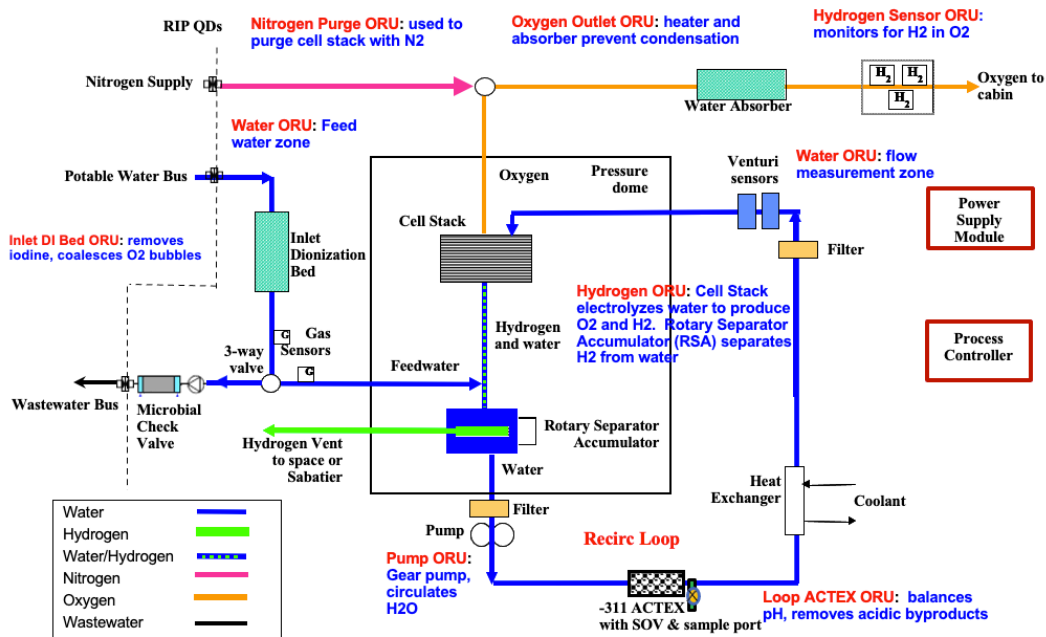 RIP QDs
Nitrogen Purge ORU: used to
purge cell stack with N2
Oxygen Outlet ORU: heater and
absorber prevent condensation
Hydrogen Sensor ORU:
monitors for H2 in O2
Nitrogen Supply
H2
H2
H2
Oxygen to
cabin
Water Absorber
Water ORU: Feed
water zone
Potable Water Bus
Oxygen
Pressure
dome
Venturi
sensors
Water ORU: flow
measurement zone
Power
Supply
Module
Cell Stack
Inlet DI Bed ORU: removes
iodine, coalesces O2 bubbles
Inlet
Dionization
Bed
Filter
Hydrogen ORU: Cell Stack
electrolyzes water to produce
O2 and H2. Rotary Separator
Accumulator (RSA) separates
H2 from water
Hydrogen
and water
Process
Controller
G
Gas
Sensors
3-way
valve
G
Feedwater
Wastewater Bus
Microbial
Check
Valve
Rotary Separator
Accumulator
Hydrogen Vent
to space or
Sabatier
Water
Heat
Exchanger
Coolant
Filter
Pump
Recirc Loop
Pump ORU:
Gear pump,
circulates
H2O
-311 ACTEX
with SOV & sample port
Loop ACTEX ORU: balances
pH, removes acidic byproducts
Water
Hydrogen
Water/Hydrogen
Nitrogen
Oxygen
Wastewater